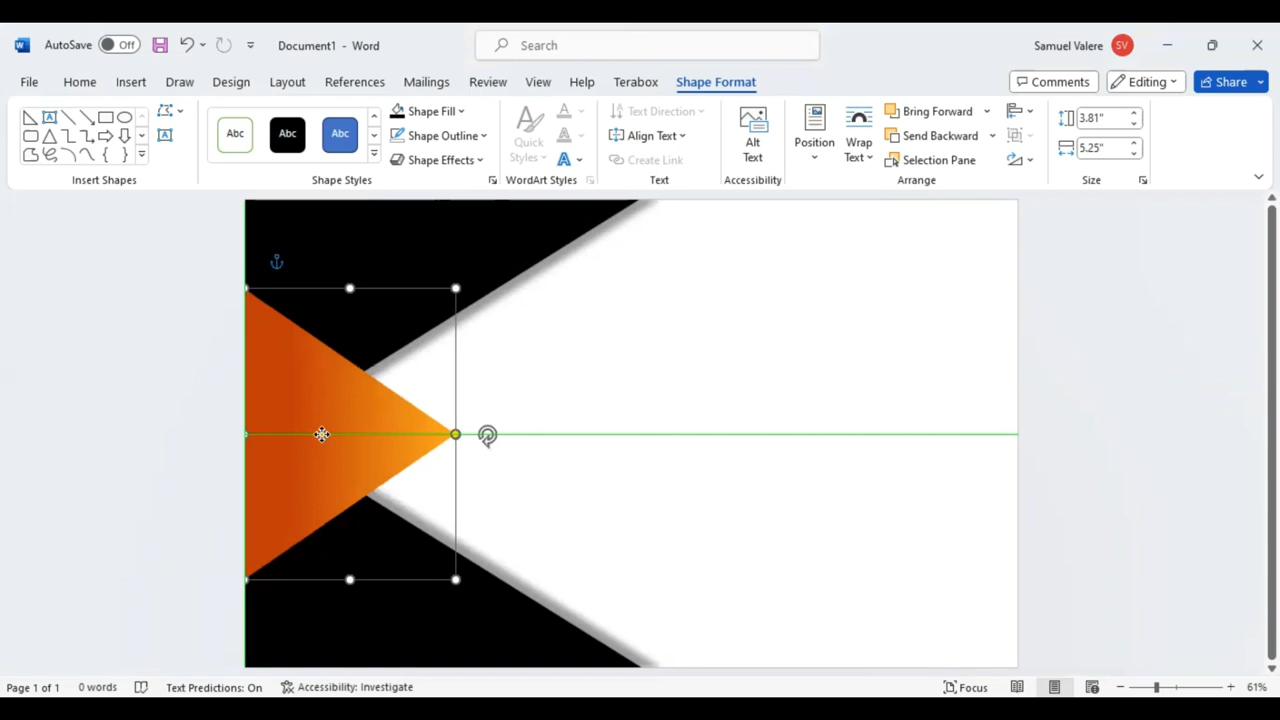 AutoSave Off Document1 - Word Search Samuel Valere SV
File Home Insert Draw Design Layout References Mailings Review View Help Terabox Shape Format Comments Editing Share
Abc Abc Abc Shape Fill Text Direction Bring Forward 3.81"
Shape Outline Quick Styles Align Text Alt Text Position Wrap Text Send Backward 5.25"
Shape Effects Create Link Selection Pane
Insert Shapes Shape Styles WordArt Styles Text Accessibility Arrange Size
Page 1 of 1 0 words Text Predictions: On Accessibility: Investigate Focus 61%